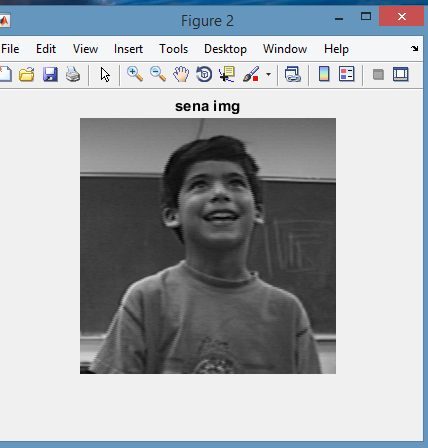 Figure 2
File Edit View Insert Tools Desktop Window Help
sena img